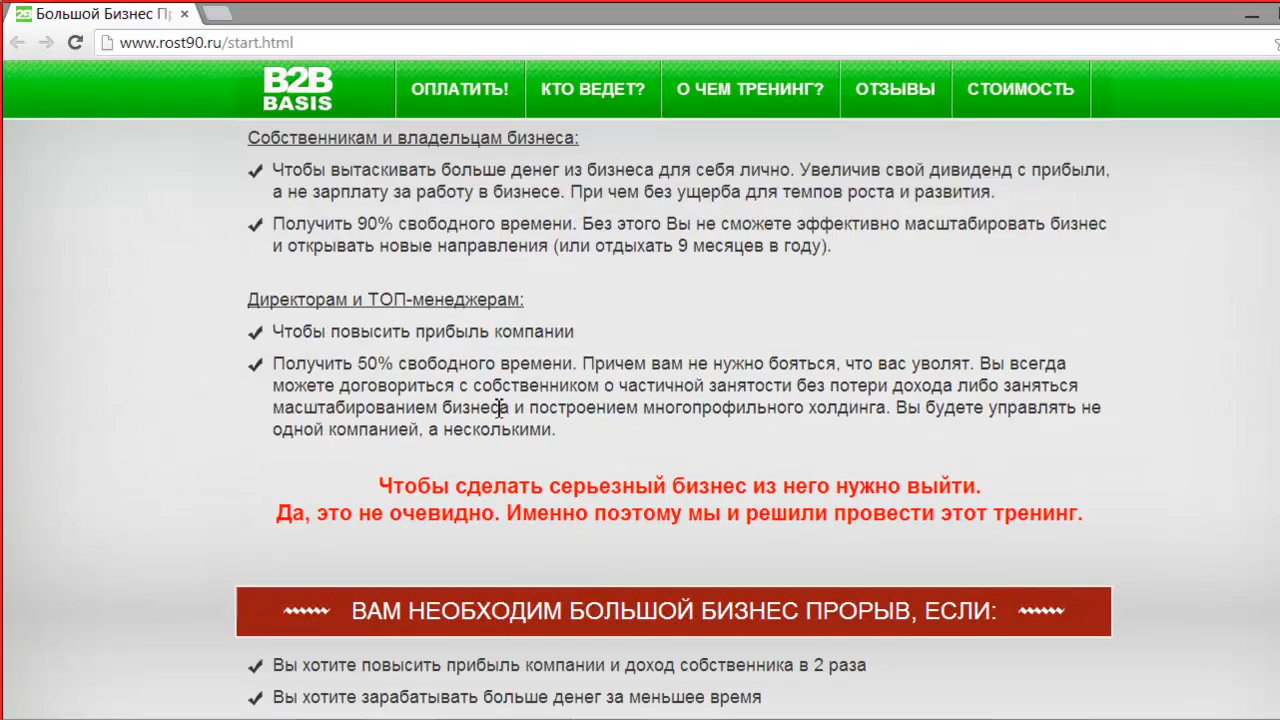 Большой Бизнес Пр
www.rost90.ru/start.html
B2B
BASIS
ОПЛАТИТЬ!
КТО ВЕДЕТ?
О ЧЕМ ТРЕНИНГ?
ОТЗЫВЫ
СТОИМОСТЬ
Собственникам и владельцам бизнеса:
Чтобы вытаскивать больше денег из бизнеса для себя лично. Увеличив свой дивиденд с прибыли,
а не зарплату за работу в бизнесе. При чем без ущерба для темпов роста и развития.
Получить 90% свободного времени. Без этого Вы не сможете эффективно масштабировать бизнес
и открывать новые направления (или отдыхать 9 месяцев в году).
Директорам и ТОП-менеджерам:
Чтобы повысить прибыль компании
Получить 50% свободного времени. Причем вам не нужно бояться, что вас уволят. Вы всегда
можете договориться с собственником о частичной занятости без потери дохода либо заняться
масштабированием бизнеса и построением многопрофильного холдинга. Вы будете управлять не
одной компанией, а несколькими.
Чтобы сделать серьезный бизнес из него нужно выйти.
Да, это не очевидно. Именно поэтому мы и решили провести этот тренинг.
ВАМ НЕОБХОДИМ БОЛЬШОЙ БИЗНЕС ПРОРЫВ, ЕСЛИ:
Вы хотите повысить прибыль компании и доход собственника в 2 раза
Вы хотите зарабатывать больше денег за меньшее время